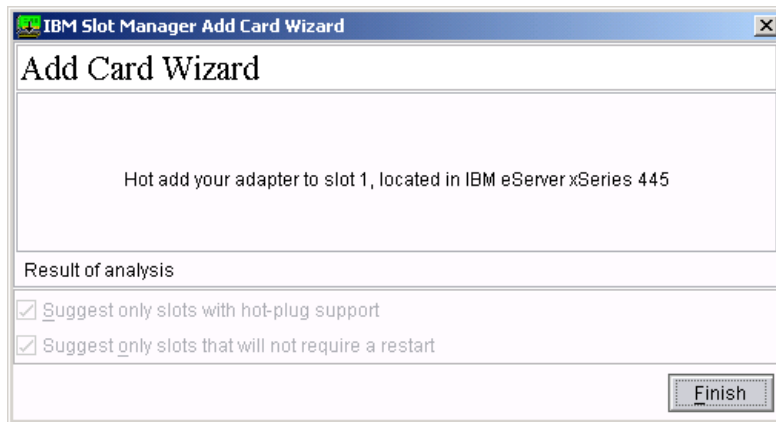 IBM Slot Manager Add Card Wizard
Add Card Wizard
Hot add your adapter to slot 1, located in IBM eServer xSeries 445
Result of analysis
Suggest only slots with hot-plug support
Suggest only slots that will not require a restart
Finish